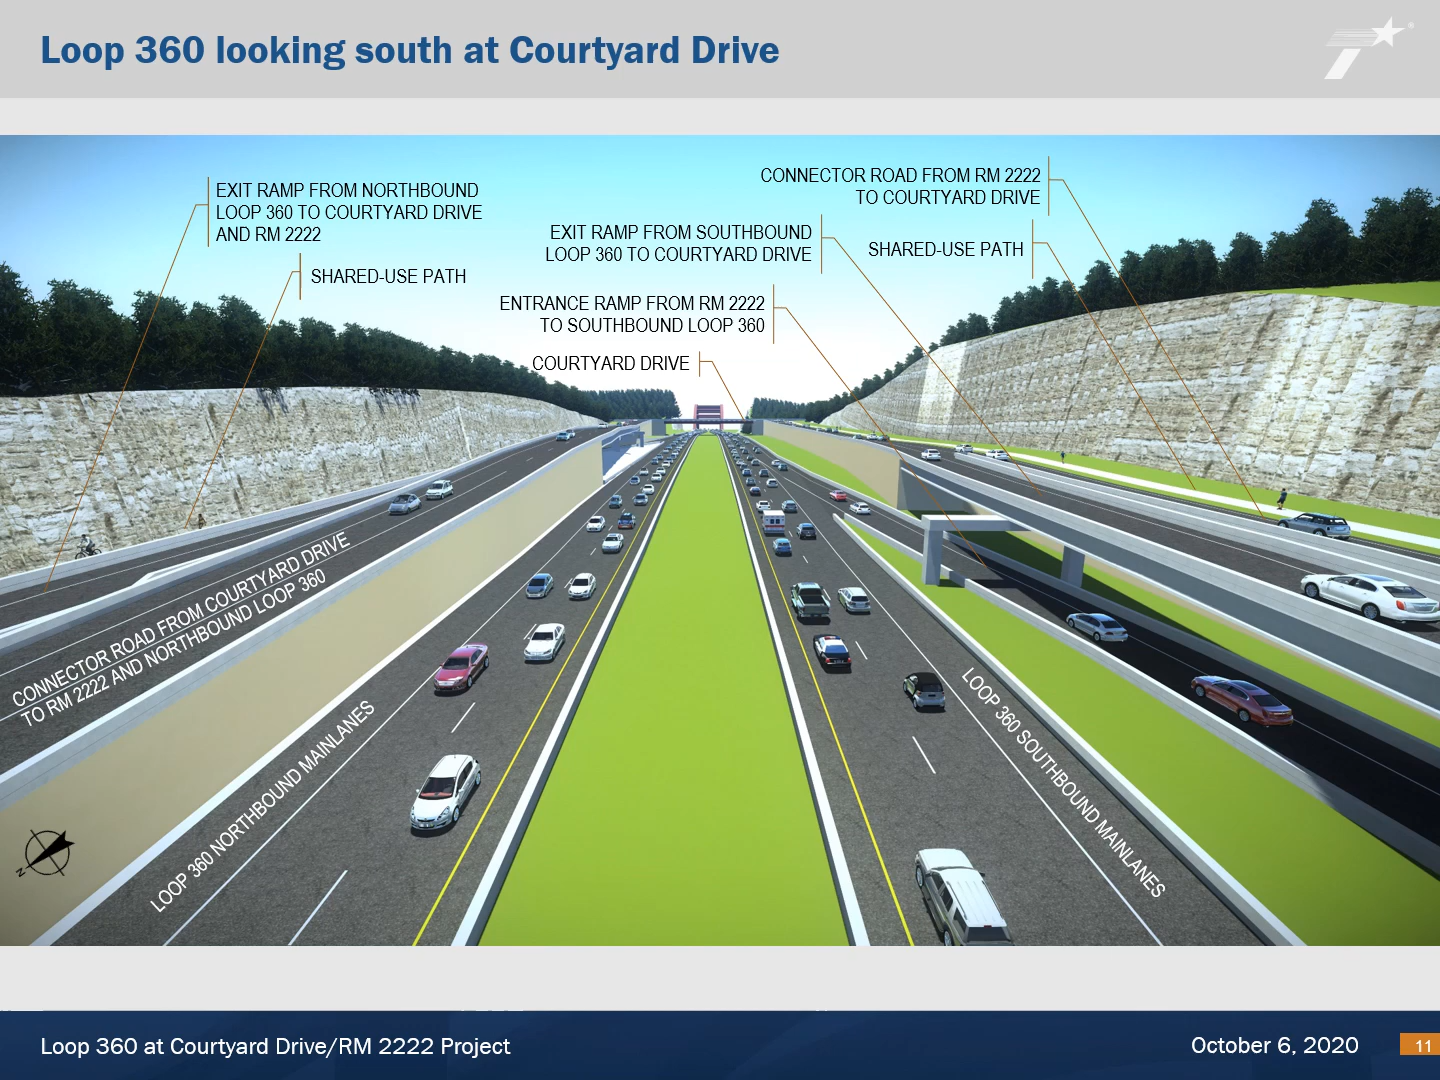 Loop 360 looking south at Courtyard Drive
EXIT RAMP FROM NORTHBOUND
LOOP 360 TO COURTYARD DRIVE
AND RM 2222
SHARED-USE PATH
CONNECTOR ROAD FROM RM 2222
TO COURTYARD DRIVE
EXIT RAMP FROM SOUTHBOUND
LOOP 360 TO COURTYARD DRIVE
SHARED-USE PATH
ENTRANCE RAMP FROM RM 2222
TO SOUTHBOUND LOOP 360
COURTYARD DRIVE
CONNECTOR ROAD FROM COURTYARD DRIVE
TO RM 2222 AND NORTHBOUND LOOP 360
LOOP 360 NORTHBOUND MAINLANES
LOOP 360 SOUTHBOUND MAINLANES
N
Loop 360 at Courtyard Drive/RM 2222 Project
October 6, 2020
11